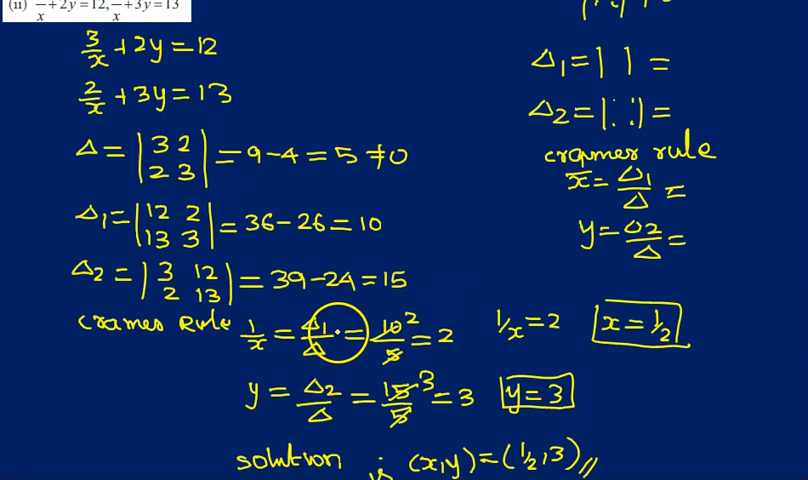 (ii) 3/x + 2y = 12, 2/x + 3y = 13
3/x + 2y = 12
2/x + 3y = 13
Δ = |3 2; 2 3| = 9 - 4 = 5 ≠ 0
Δ1 = |12 2; 13 3| = 36 - 26 = 10
Δ2 = |3 12; 2 13| = 39 - 24 = 15
crames Rule 1/x = Δ1/Δ = 10/5 2 = 2 1/x = 2 x = 1/2
y = Δ2/Δ = 15/5 3 = 3 y = 3
solution is (x,y) = (1/2, 3) //
Δ1 = | | =
Δ2 = |: :| =
cramer rule
x = Δ1/Δ =
y = Δ2/Δ =